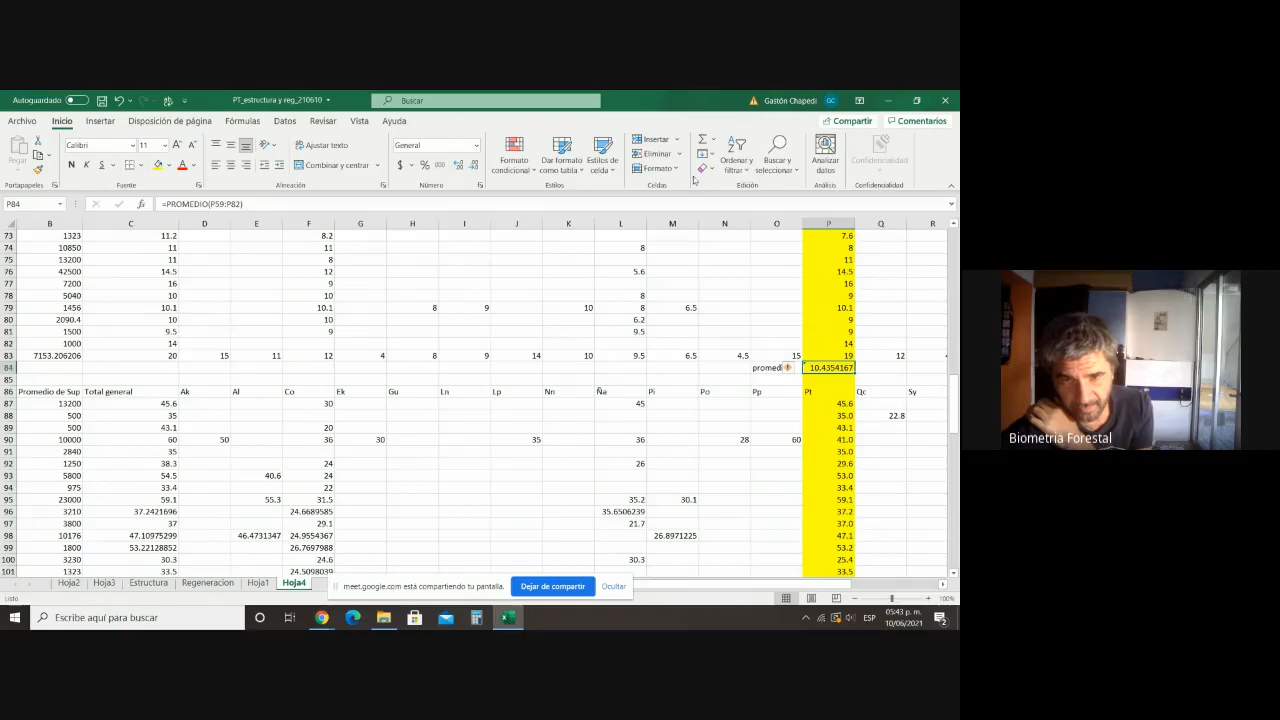 Autoguardado PT_estructura y reg_210610 Buscar Gastón Chapedi GC
Archivo Inicio Insertar Disposición de página Fórmulas Datos Revisar Vista Ayuda Compartir Comentarios
Pegar Calibri 11 A A Ajustar texto General Insertar
N K S A Combinar y centrar $ % 000 Eliminar
Formato
Formato condicional Dar formato como tabla Estilos de celda Ordenar y filtrar Buscar y seleccionar Analizar datos Confidencialidad
Portapapeles Fuente Alineación Número Estilos Celdas Edición Análisis Confidencialidad
P84 fx =PROMEDIO(P59:P82)
B C D E F G H I J K L M N O P Q R
73 1323 11.2 8.2 7.6
74 10850 11 11 8 8
75 13200 11 8 11
76 42500 14.5 12 5.6 14.5
77 7200 16 9 16
78 5040 10 10 8 9
79 1456 10.1 10.1 8 9 10 8 6.5 10.1
80 2090.4 10 10 6.2 9
81 1500 9.5 9 9.5 9
82 1000 14 14
83 7153.206206 20 15 11 12 4 8 9 14 10 9.5 6.5 4.5 15 19 12
84 promedi 10.4354167
85
86 Promedio de Sup Total general Ak Al Co Ek Gu Ln Lp Nn Ña Pi Po Pp Pt Qc Sy
87 13200 45.6 30 45 45.6
88 500 35 35.0 22.8
89 500 43.1 20 43.1
90 10000 60 50 36 30 35 36 28 60 41.0
91 2840 35 35.0
92 1250 38.3 24 26 29.6
93 5800 54.5 40.6 24 53.0
94 975 33.4 22 33.4
95 23000 59.1 55.3 31.5 35.2 30.1 59.1
96 3210 37.2421696 24.6689585 35.6506239 37.2
97 3800 37 29.1 21.7 37.0
98 10176 47.10975299 46.4731347 24.9554367 26.8971225 47.1
99 1800 53.22128852 26.7697988 53.2
100 3230 30.3 24.6 30.3 25.4
101 24.5098039 33.5
Hoja2 Hoja3 Estructura Regeneracion Hoja1 Hoja4
meet.google.com está compartiendo tu pantalla. Dejar de compartir Ocultar
Listo 100%
Escribe aquí para buscar ESP 05:43 p. m.
10/06/2021 2
Biometria Forestal